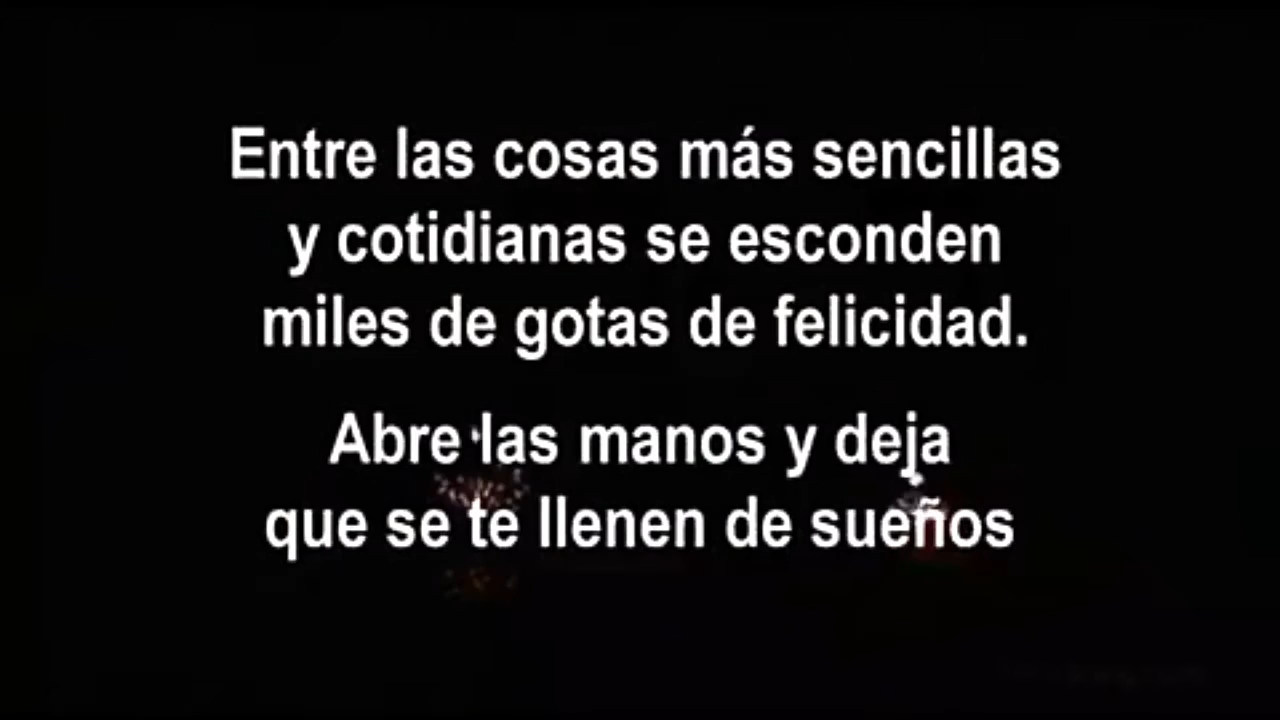 Entre las cosas más sencillas
y cotidianas se esconden
miles de gotas de felicidad.
Abre las manos y deja
que se te llenen de sueños